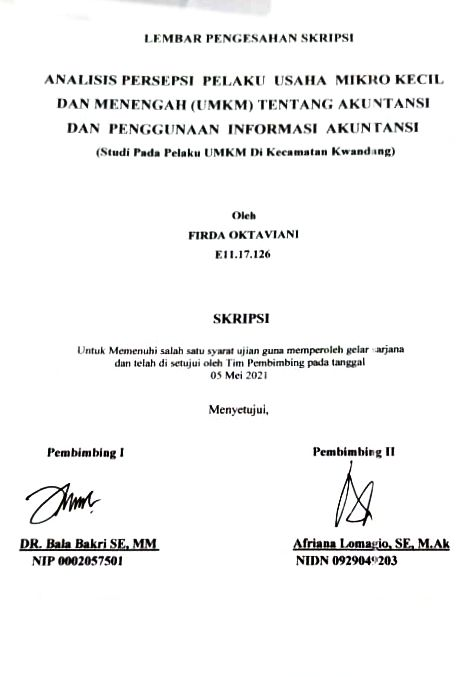 LEMBAR PENGESAHAN SKRIPSI
ANALISIS PERSEPSI PELAKU USAHA MIKRO KECIL
DAN MENENGAH (UMKM) TENTANG AKUNTANSI
DAN PENGGUNAAN INFORMASI AKUNTANSI
(Studi Pada Pelaku UMKM Di Kecamatan Kwandang)
Oleh
FIRDA OKTAVIANI
E11.17.126
SKRIPSI
Untuk Memenuhi salah satu syarat ujian guna memperoleh gelar sarjana
dan telah di setujui oleh Tim Pembimbing pada tanggal
05 Mei 2021
Menyetujui,
Pembimbing I
DR. Bala Bakri SE, MM
NIP 0002057501
Pembimbing II
Afriana Lomagio, SE, M.Ak
NIDN 0929049203